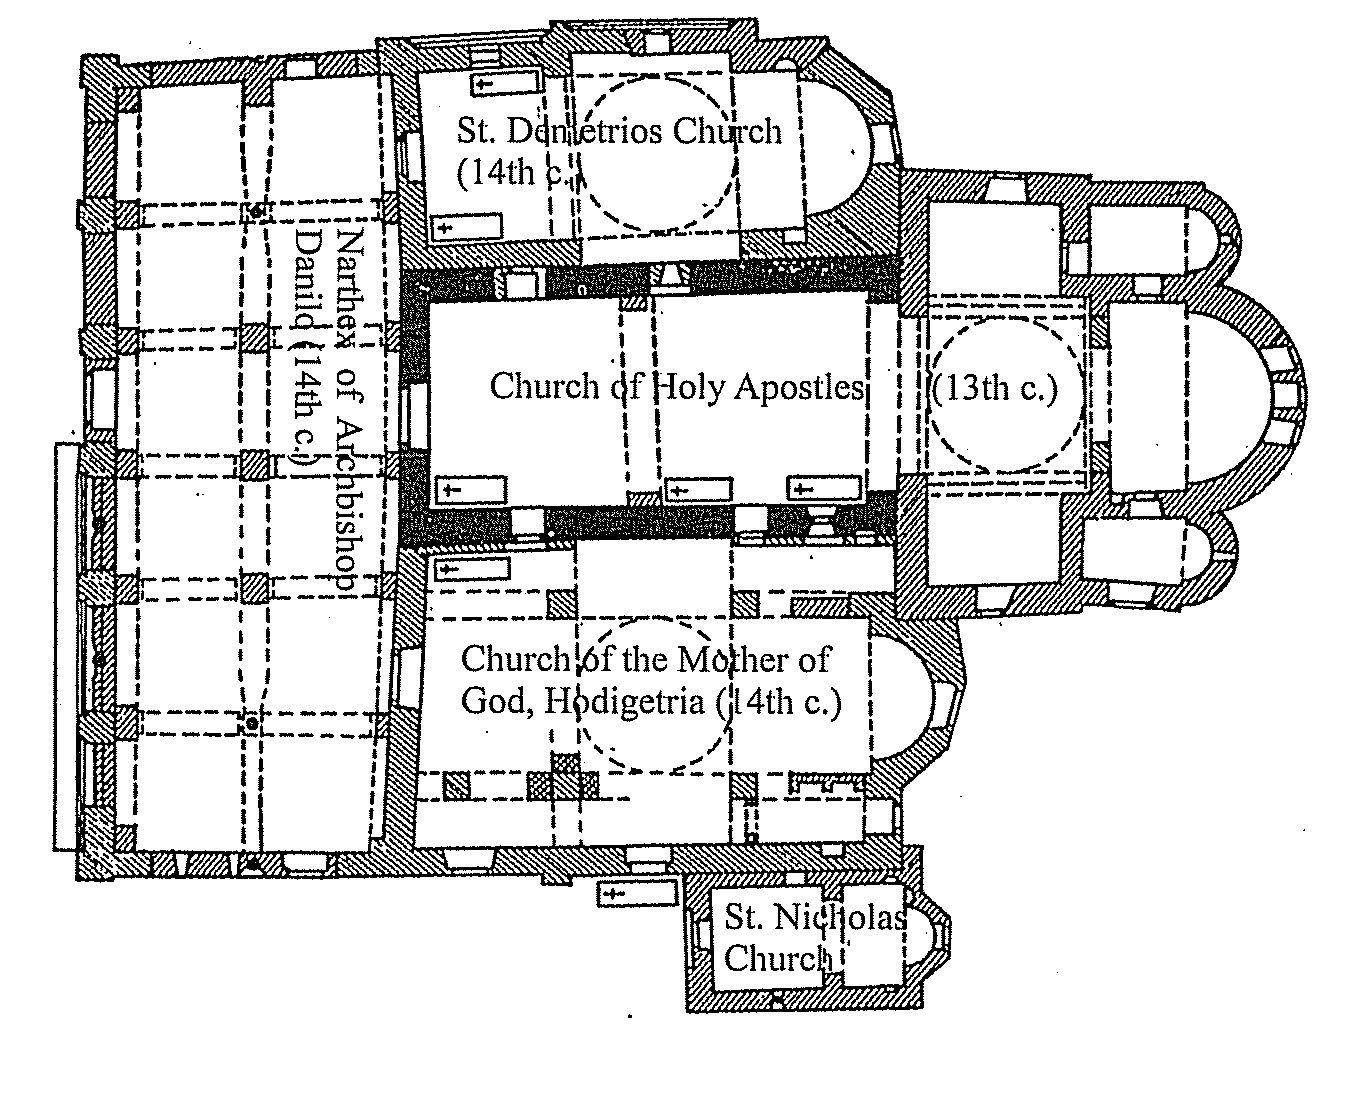 St. Demetrios Church
(14th c.)
Narthex of Archbishop
Danilo (14th c.)
Church of Holy Apostles (13th c.)
Church of the Mother of
God, Hodigetria (14th c.)
St. Nicholas
Church